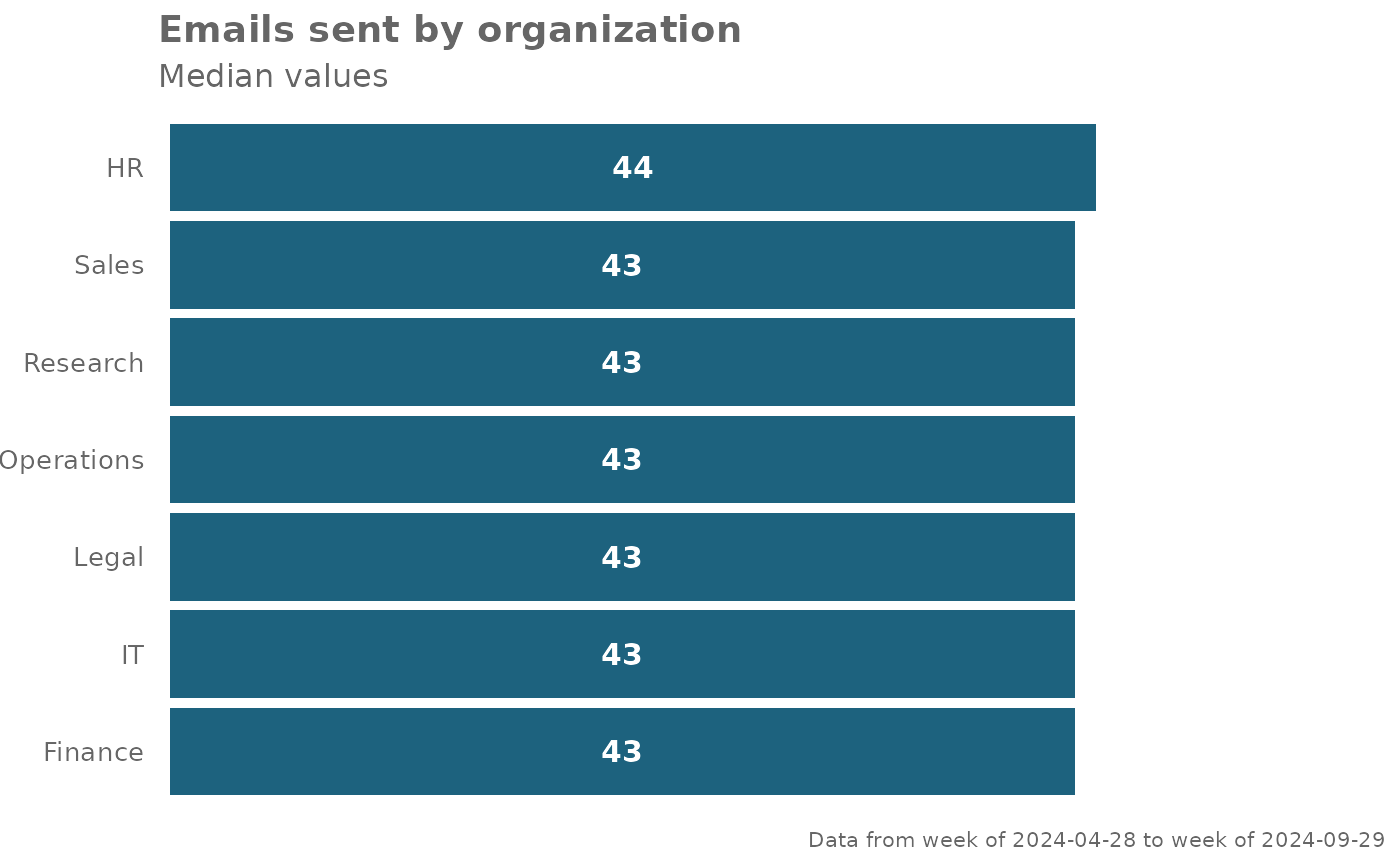 Emails sent by organization
Median values
HR 44
Sales 43
Research 43
Operations 43
Legal 43
IT 43
Finance 43
Data from week of 2024-04-28 to week of 2024-09-29